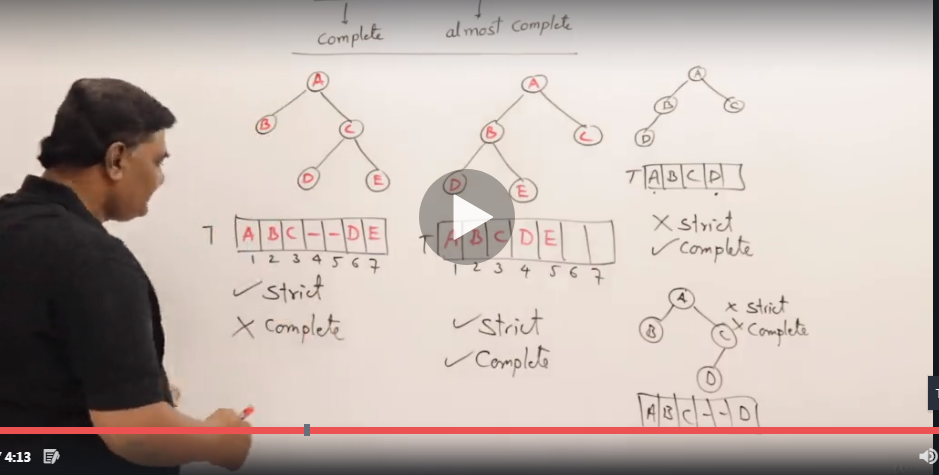 complete
almost complete
A
B C
D E
T A B C - - D E
1 2 3 4 5 6 7
✓ Strict
X Complete
A
B C
D E
T A B C D E
1 2 3 4 5 6 7
✓ Strict
✓ Complete
A
B C
D
T A B C D
X Strict
✓ Complete
A
B C
D
x Strict
x Complete
A B C - - D
4:13